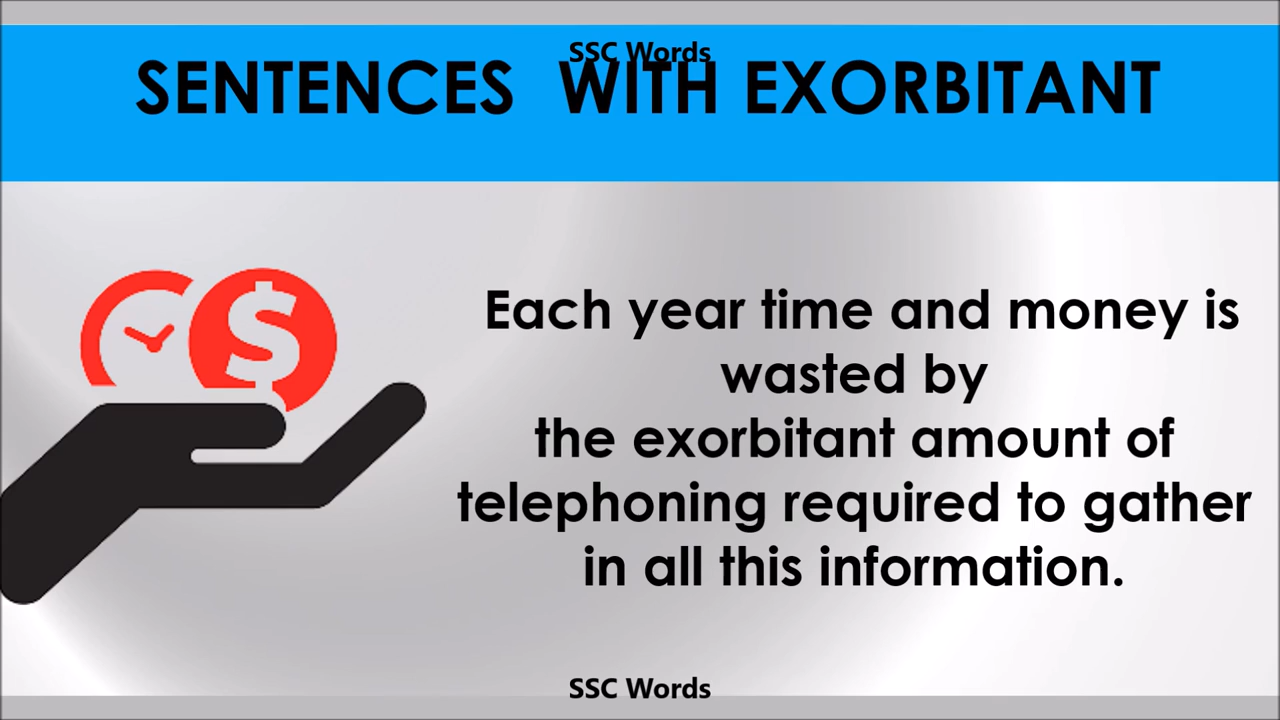 SSC Words
SENTENCES WITH EXORBITANT
$
Each year time and money is
wasted by
the exorbitant amount of
telephoning required to gather
in all this information.
SSC Words